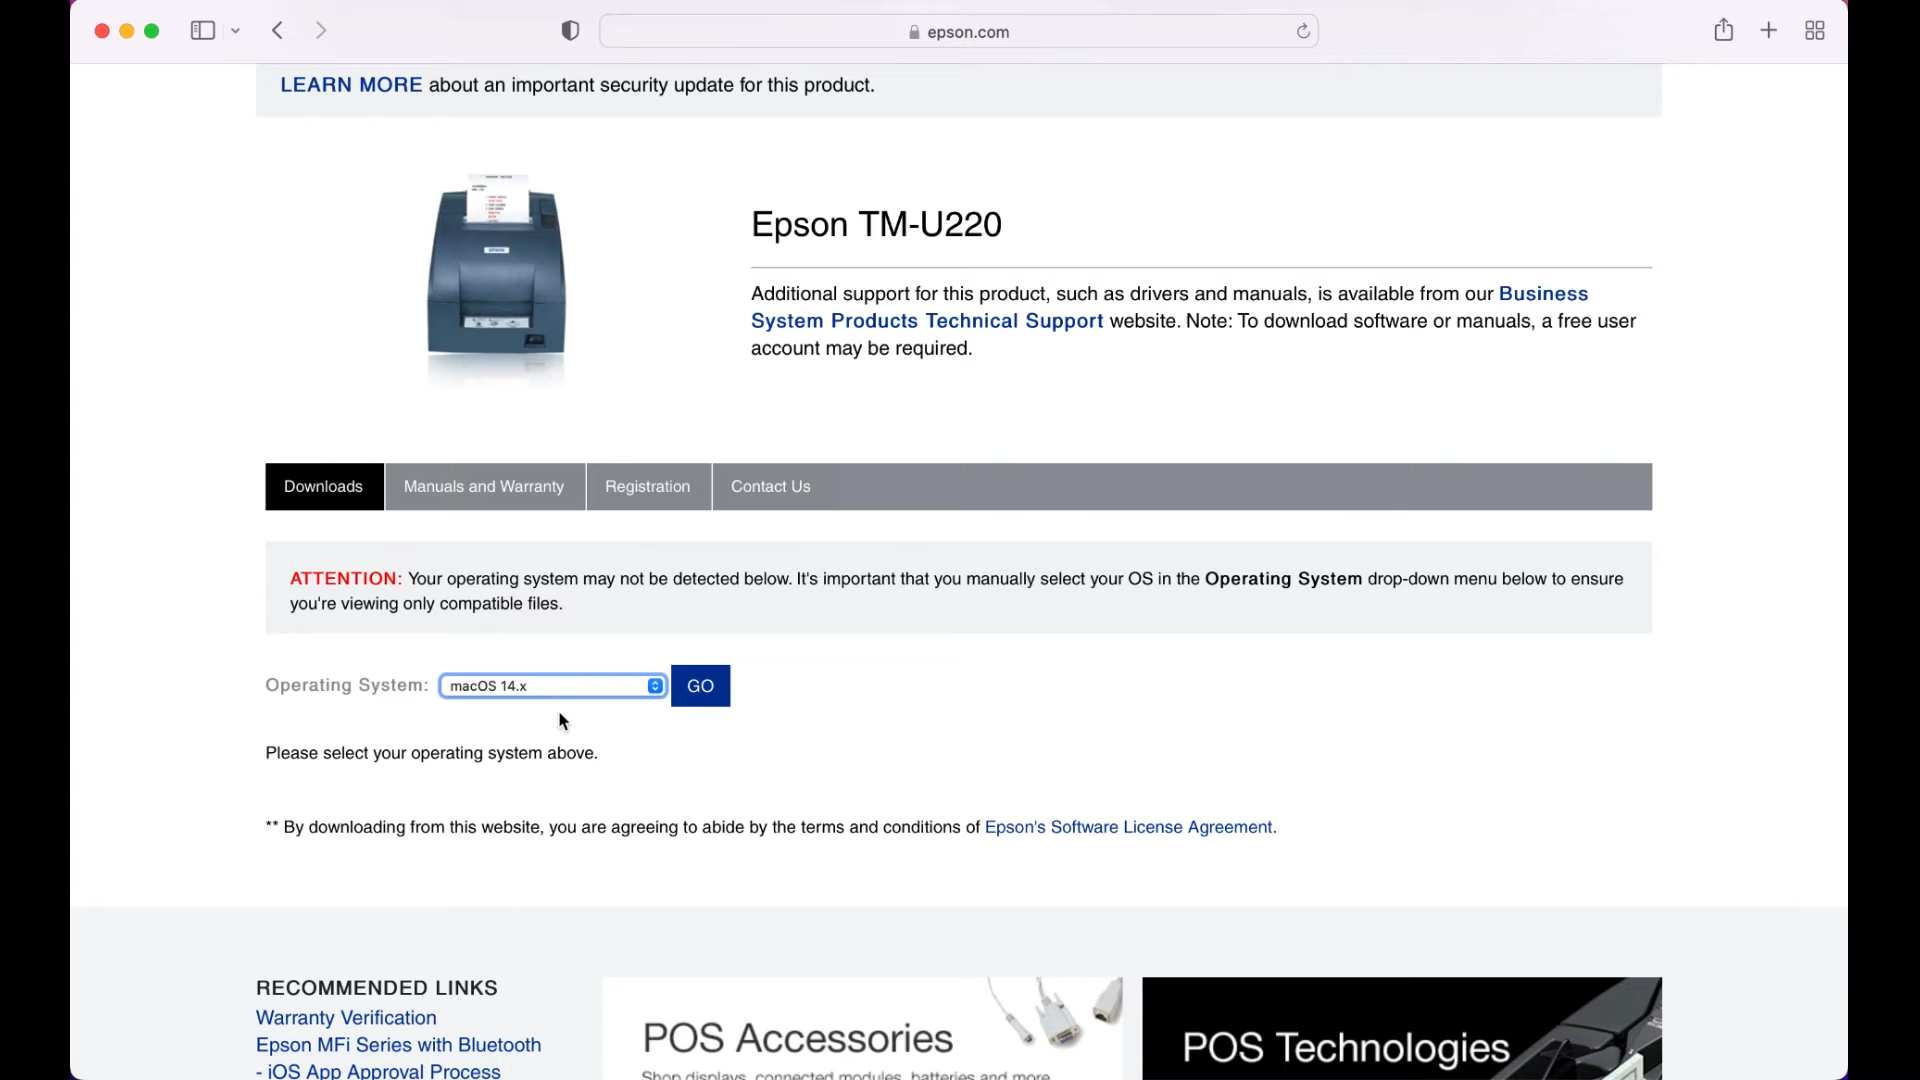 epson.com
LEARN MORE about an important security update for this product.
EPSON
Epson TM-U220
Additional support for this product, such as drivers and manuals, is available from our Business
System Products Technical Support website. Note: To download software or manuals, a free user
account may be required.
Downloads
Manuals and Warranty
Registration
Contact Us
ATTENTION: Your operating system may not be detected below. It's important that you manually select your OS in the Operating System drop-down menu below to ensure
you're viewing only compatible files.
Operating System: macOS 14.x GO
Please select your operating system above.
** By downloading from this website, you are agreeing to abide by the terms and conditions of Epson's Software License Agreement.
RECOMMENDED LINKS
Warranty Verification
Epson MFi Series with Bluetooth
- iOS App Approval Process
POS Accessories
Shop displays, connected modules, batteries and more
POS Technologies